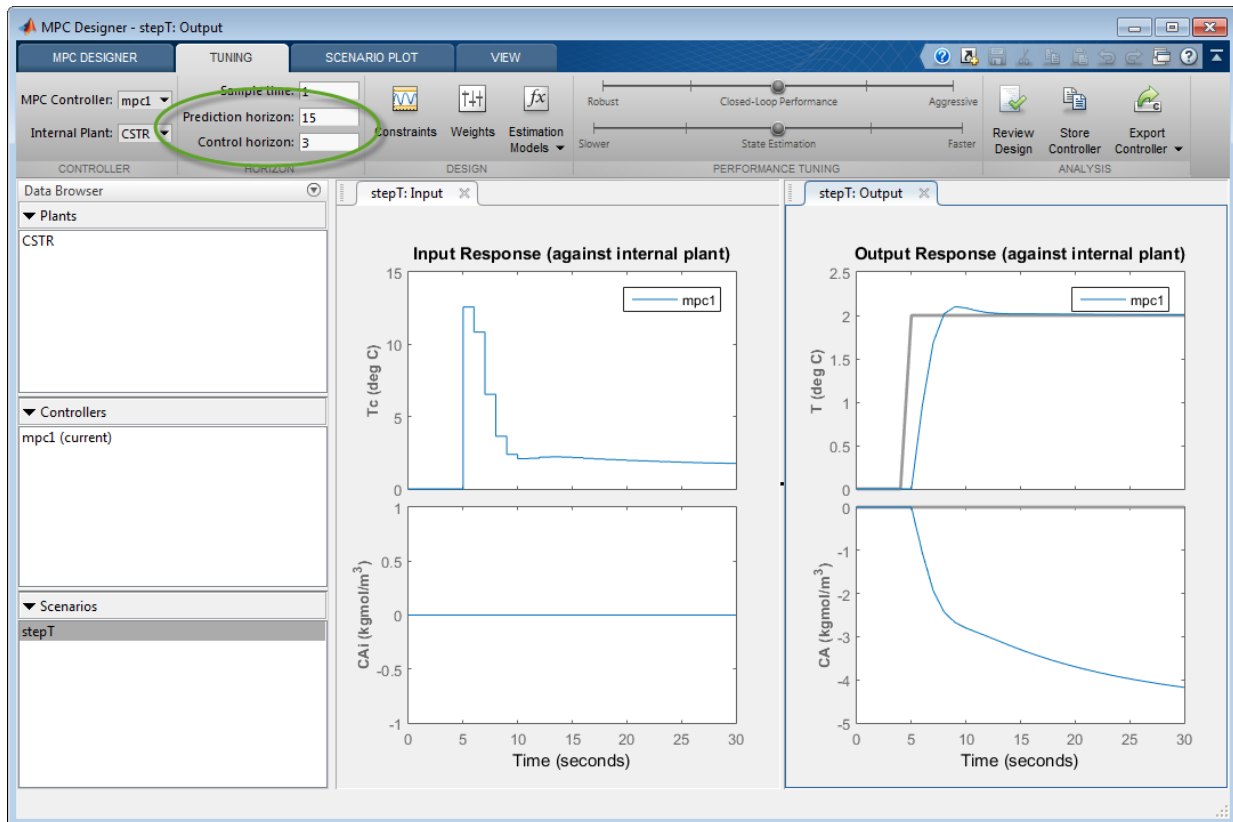 MPC Designer - stepT: Output
MPC DESIGNER TUNING SCENARIO PLOT VIEW
MPC Controller: mpc1
Internal Plant: CSTR
CONTROLLER
Sample time: 1
Prediction horizon: 15
Control horizon: 3
HORIZON
Constraints
Weights
Estimation
Models
DESIGN
Robust Closed-Loop Performance Aggressive
Slower State Estimation Faster
PERFORMANCE TUNING
Review
Design
Store
Controller
Export
Controller
ANALYSIS
Data Browser
Plants
CSTR
Controllers
mpc1 (current)
Scenarios
stepT
stepT: Input
Input Response (against internal plant)
mpc1
Tc (deg C)
15
10
5
0
CAi (kgmol/m³)
1
0.5
0
-0.5
-1
0 5 10 15 20 25 30
Time (seconds)
stepT: Output
Output Response (against internal plant)
mpc1
T (deg C)
2.5
2
1.5
1
0.5
0
CA (kgmol/m³)
0
-1
-2
-3
-4
-5
0 5 10 15 20 25 30
Time (seconds)